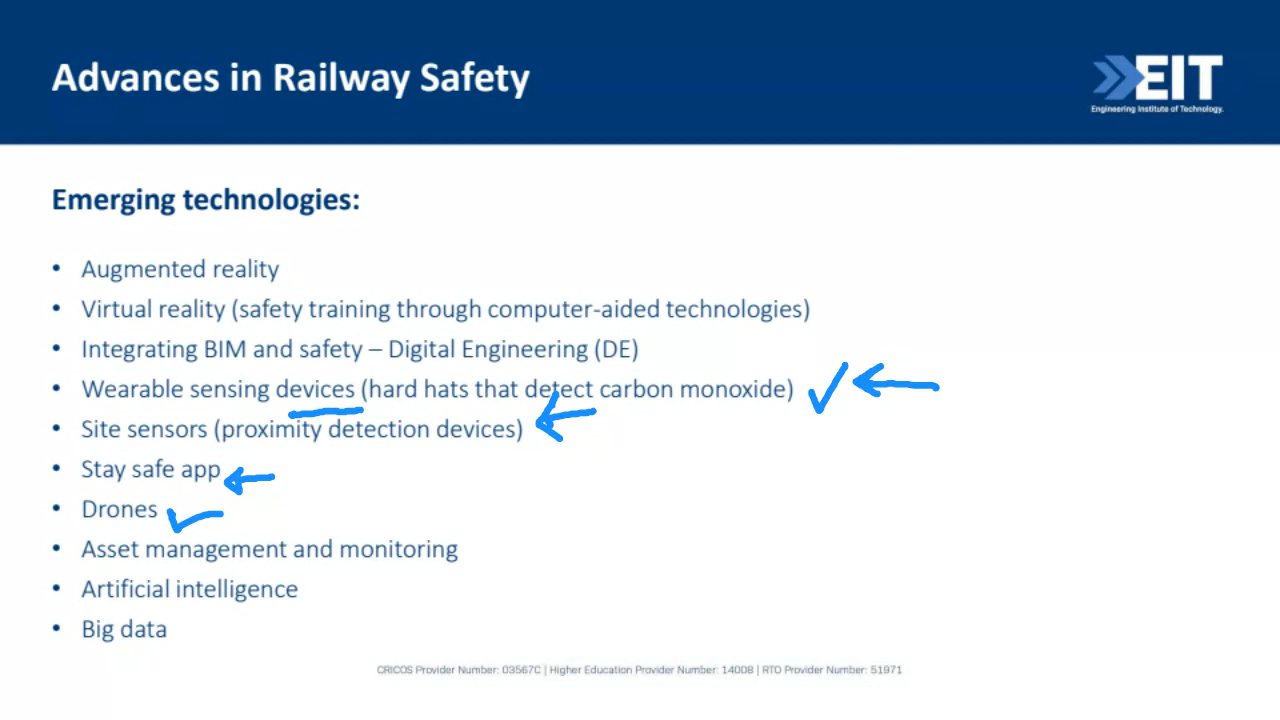 Advances in Railway Safety
EIT
Engineering Institute of Technology.
Emerging technologies:
• Augmented reality
• Virtual reality (safety training through computer-aided technologies)
• Integrating BIM and safety – Digital Engineering (DE)
• Wearable sensing devices (hard hats that detect carbon monoxide)
• Site sensors (proximity detection devices)
• Stay safe app
• Drones
• Asset management and monitoring
• Artificial intelligence
• Big data
CRICOS Provider Number: 03567C | Higher Education Provider Number: 14008 | RTO Provider Number: 51971